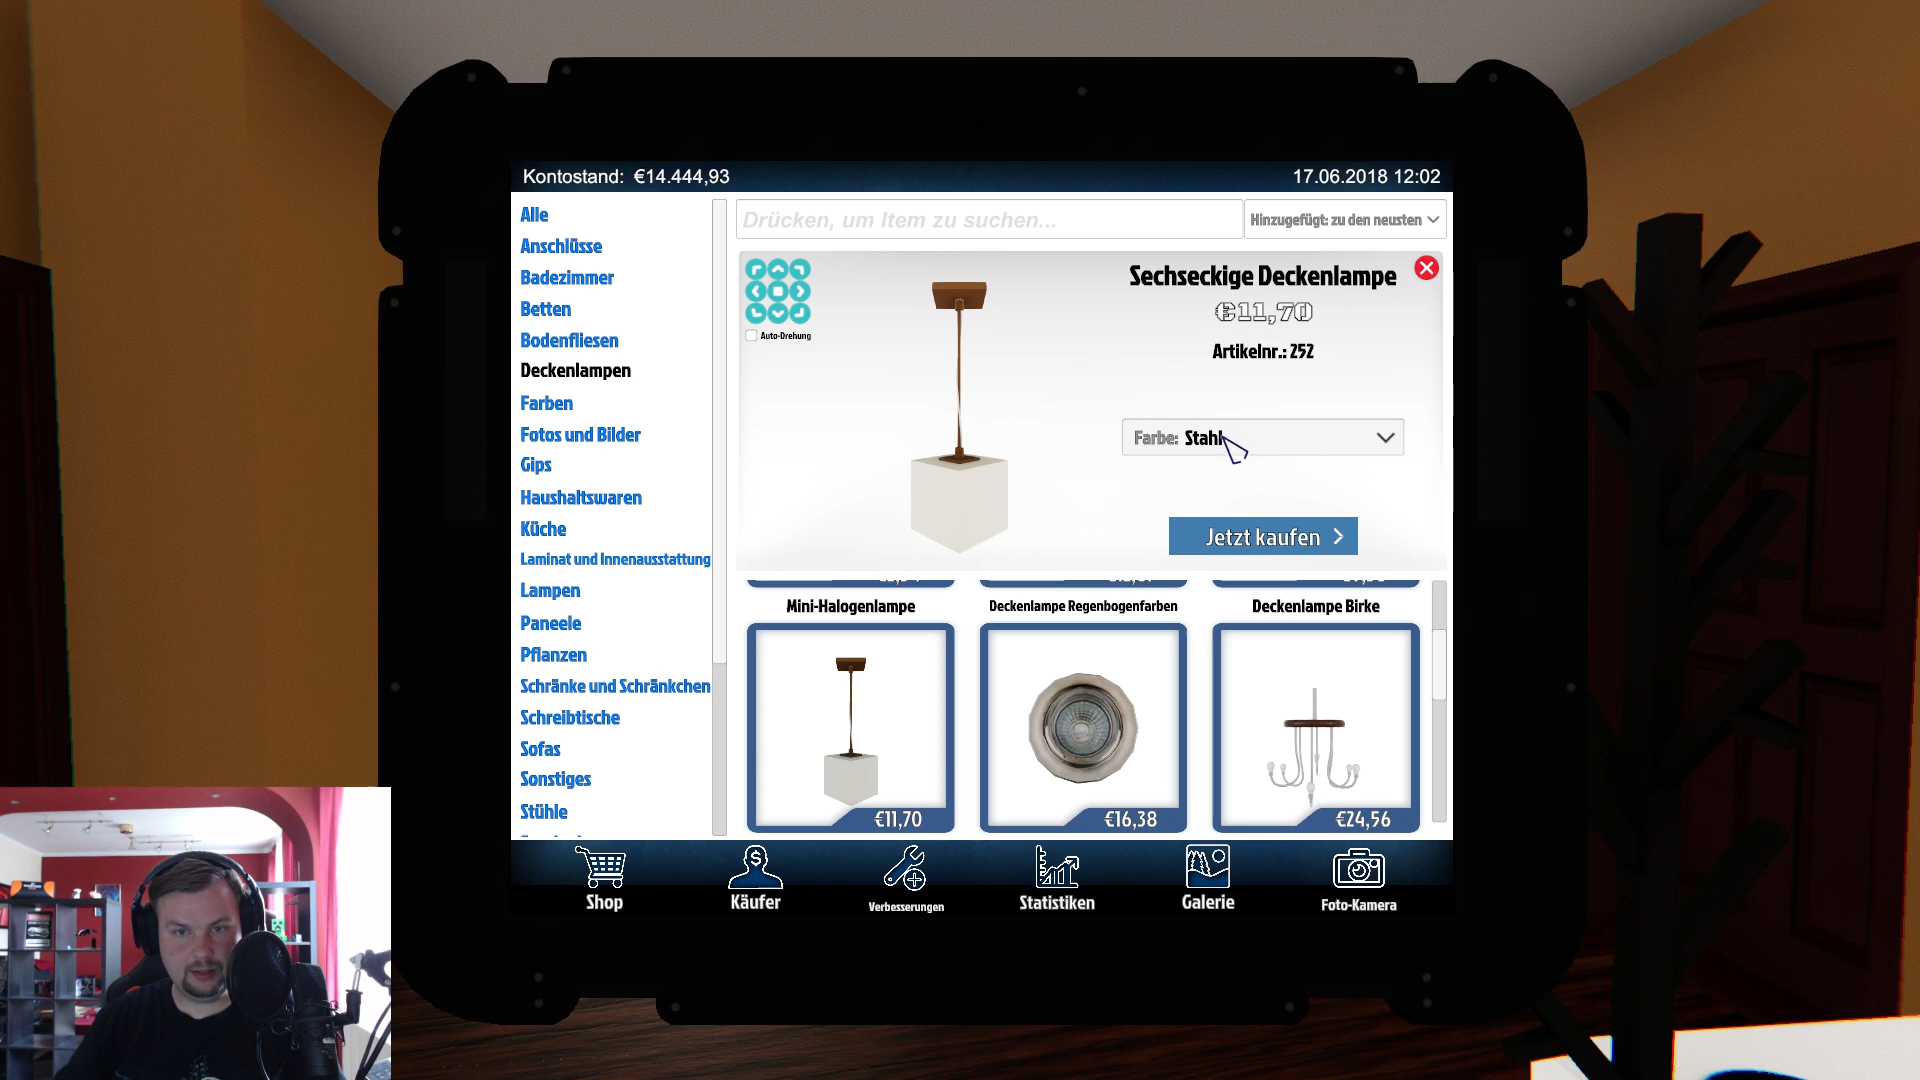 Kontostand: €14.444,93
17.06.2018 12:02
Alle
Anschlüsse
Badezimmer
Betten
Bodenfliesen
Deckenlampen
Farben
Fotos und Bilder
Gips
Haushaltswaren
Küche
Laminat und Innenausstattung
Lampen
Paneele
Pflanzen
Schränke und Schränkchen
Schreibtische
Sofas
Sonstiges
Stühle
Drücken, um Item zu suchen...
Hinzugefügt: zu den neusten
Auto-Drehung
Sechseckige Deckenlampe
€11,70
Artikelnr.: 252
Farbe: Stahl
Jetzt kaufen
Mini-Halogenlampe
Deckenlampe Regenbogenfarben
Deckenlampe Birke
€11,70
€16,38
€24,56
Shop
Käufer
Verbesserungen
Statistiken
Galerie
Foto-Kamera